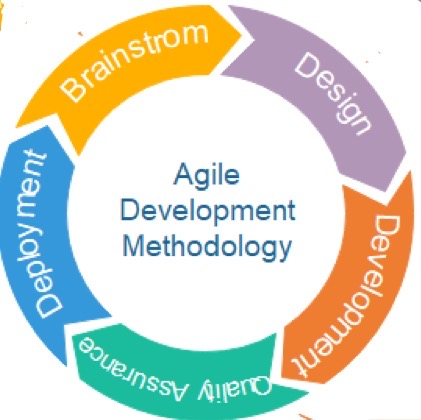 Brainstrom
Design
Development
Quality Assurance
Deployment
Agile
Development
Methodology